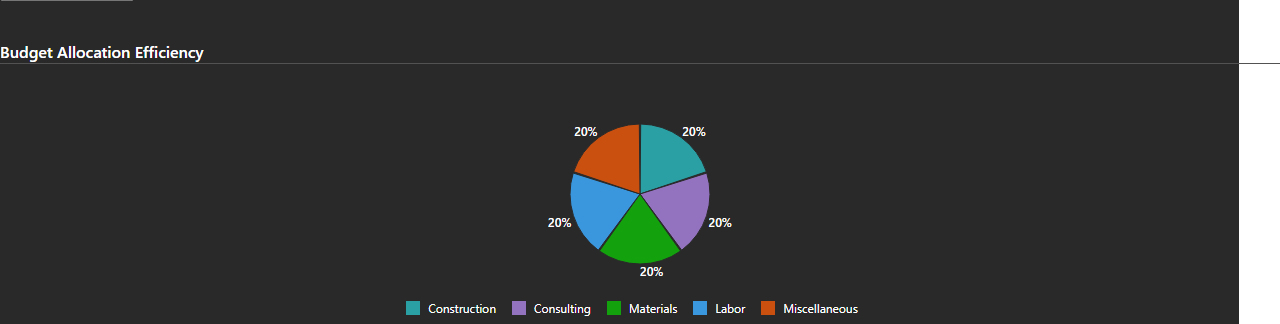 Budget Allocation Efficiency
20% 20%
20% 20%
20%
Construction Consulting Materials Labor Miscellaneous